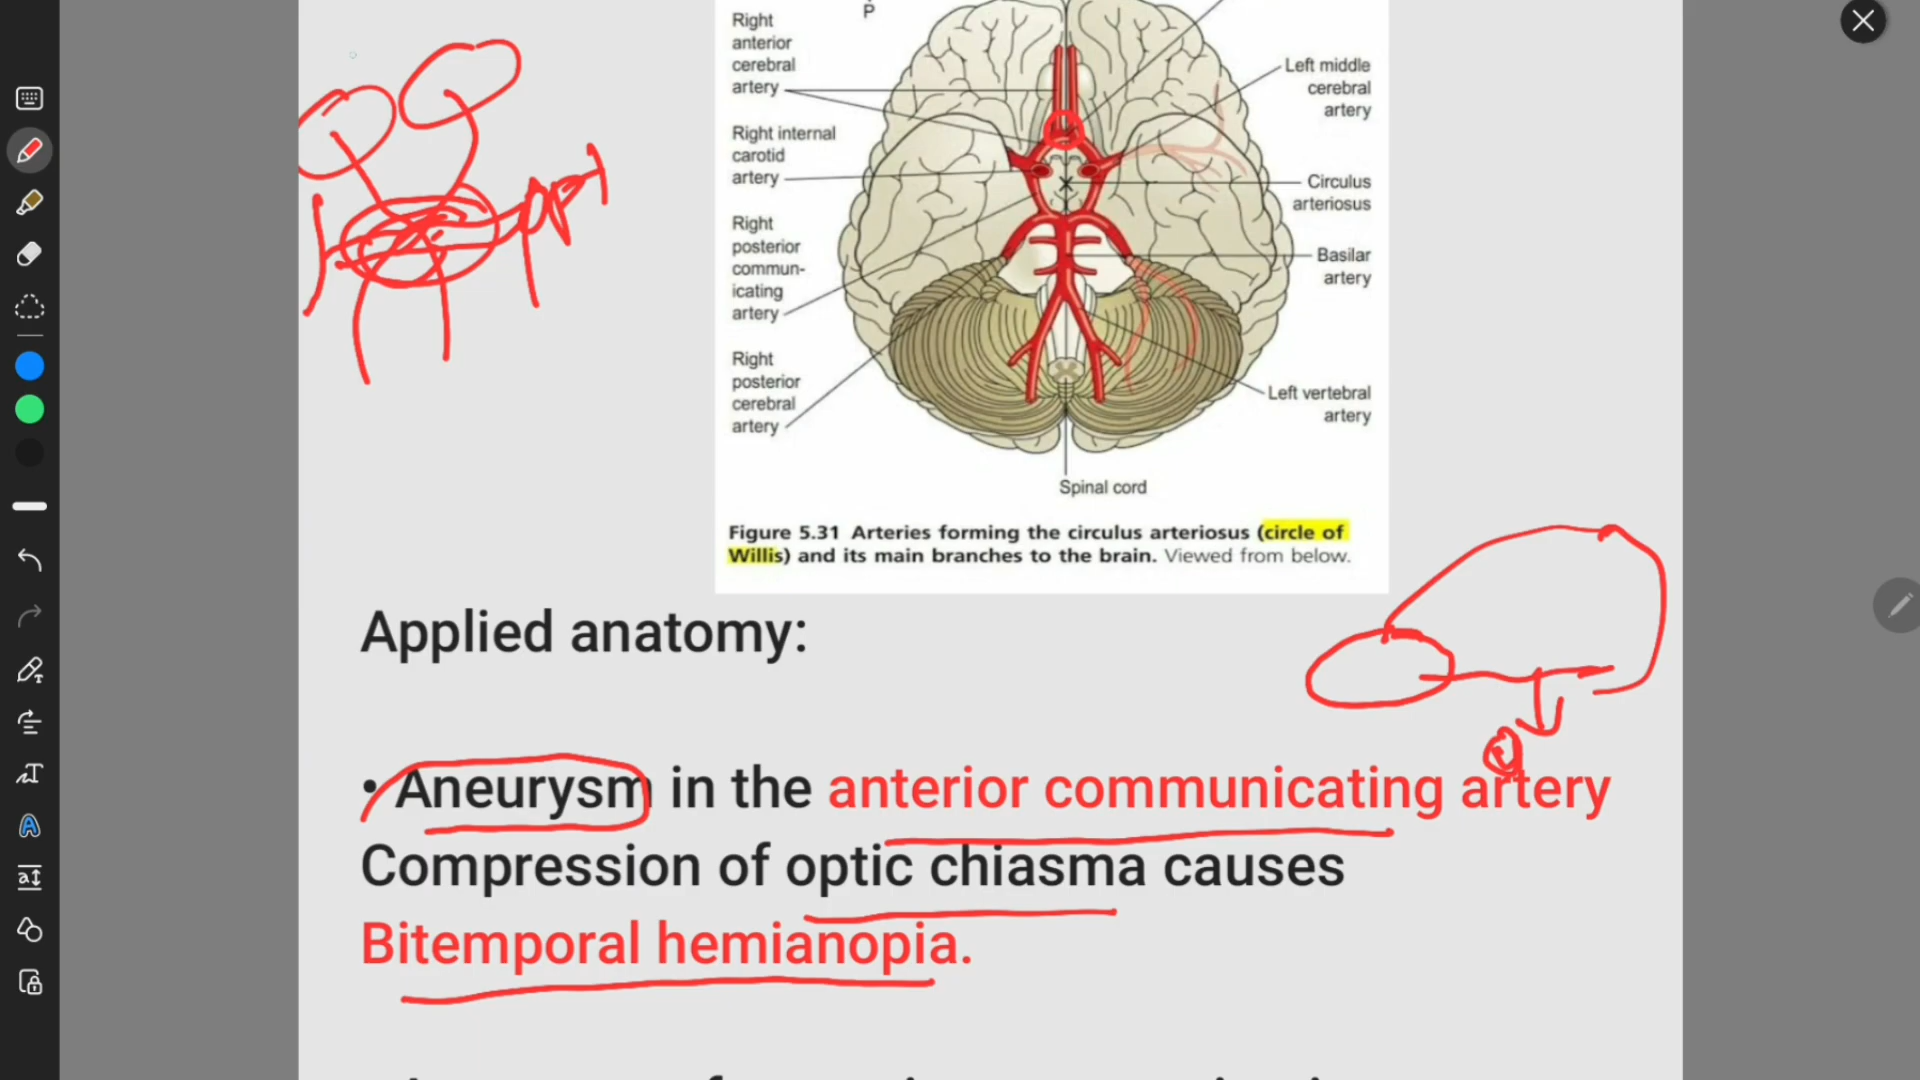 P
Right
anterior
cerebral
artery
Right internal
carotid
artery
Right
posterior
commun-
icating
artery
Right
posterior
cerebral
artery
Left middle
cerebral
artery
Circulus
arteriosus
Basilar
artery
Left vertebral
artery
Spinal cord
Figure 5.31 Arteries forming the circulus arteriosus (circle of
Willis) and its main branches to the brain. Viewed from below.
Applied anatomy:
• Aneurysm in the anterior communicating artery
Compression of optic chiasma causes
Bitemporal hemianopia.